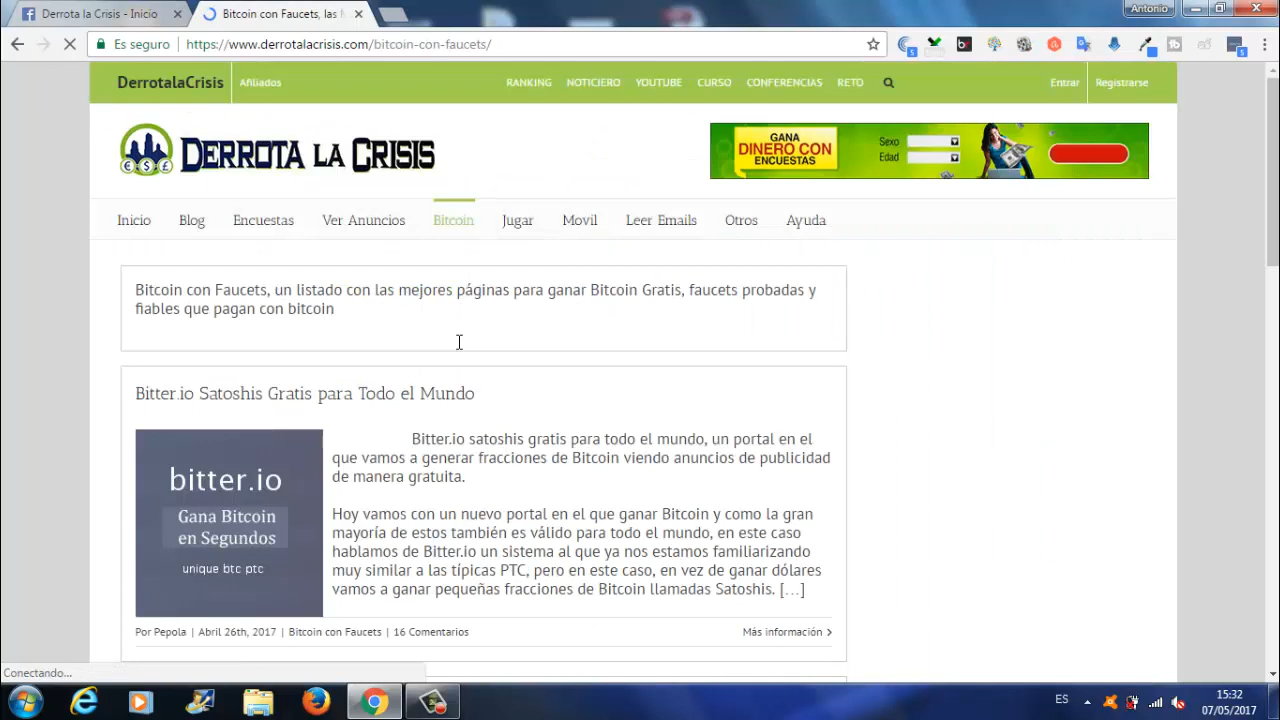 Derrota la Crisis - Inicio
Bitcoin con Faucets, las
Antonio
Es seguro
https://www.derrotalacrisis.com/bitcoin-con-faucets/
DerrotalaCrisis
Afiliados
RANKING
NOTICIERO
YOUTUBE
CURSO
CONFERENCIAS
RETO
Entrar
Registrarse
DERROTA LA CRISIS
GANA
DINERO CON
ENCUESTAS
Sexo
Edad
Inicio
Blog
Encuestas
Ver Anuncios
Bitcoin
Jugar
Movil
Leer Emails
Otros
Ayuda
Bitcoin con Faucets, un listado con las mejores páginas para ganar Bitcoin Gratis, faucets probadas y
fiables que pagan con bitcoin
Bitter.io Satoshis Gratis para Todo el Mundo
bitter.io
Gana Bitcoin
en Segundos
unique btc ptc
Bitter.io satoshis gratis para todo el mundo, un portal en el
que vamos a generar fracciones de Bitcoin viendo anuncios de publicidad
de manera gratuita.
Hoy vamos con un nuevo portal en el que ganar Bitcoin y como la gran
mayoría de estos también es válido para todo el mundo, en este caso
hablamos de Bitter.io un sistema al que ya nos estamos familiarizando
muy similar a las típicas PTC, pero en este caso, en vez de ganar dólares
vamos a ganar pequeñas fracciones de Bitcoin llamadas Satoshis. […]
Por Pepola | Abril 26th, 2017 | Bitcoin con Faucets | 16 Comentarios
Más información
Conectando...
ES
15:32
07/05/2017